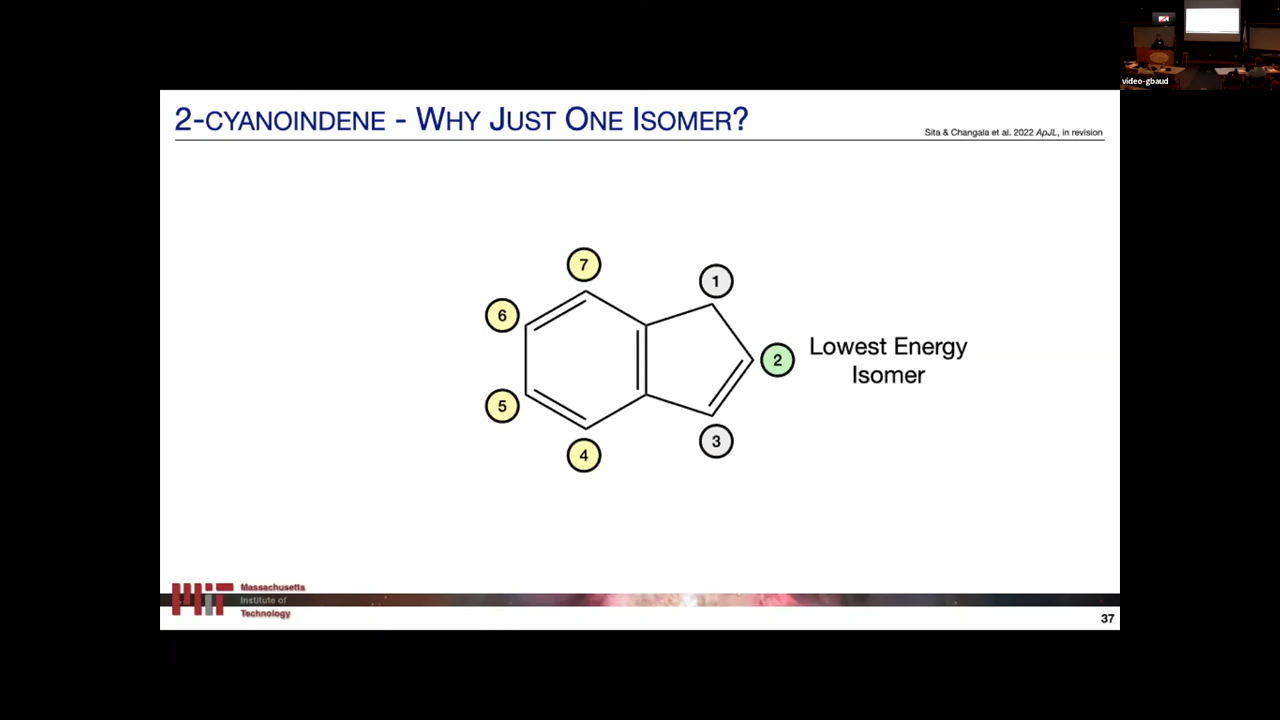 video-gbaud
2-CYANOINDENE - WHY JUST ONE ISOMER?
Sita & Changala et al. 2022 ApJL, in revision
7
1
6
2
Lowest Energy
Isomer
5
3
4
Massachusetts
Institute of
Technology
37